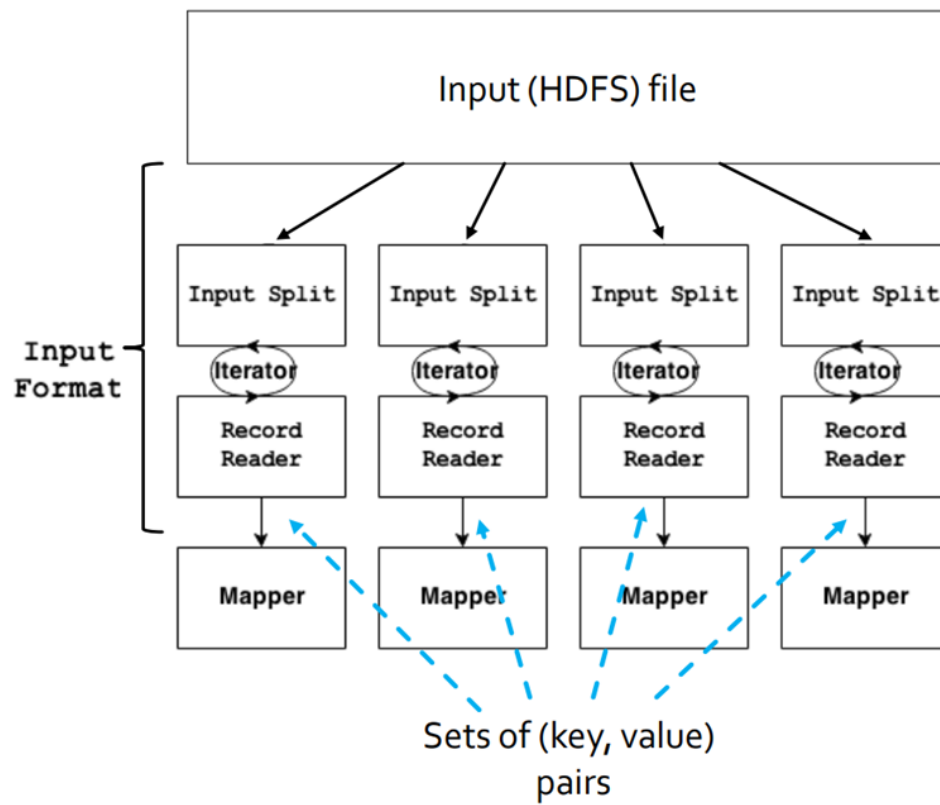 Input (HDFS) file
Input Split
Input Split
Input Split
Input Split
Iterator
Iterator
Iterator
Iterator
Input
Format
Record
Reader
Record
Reader
Record
Reader
Record
Reader
Mapper
Mapper
Mapper
Mapper
Sets of (key, value)
pairs